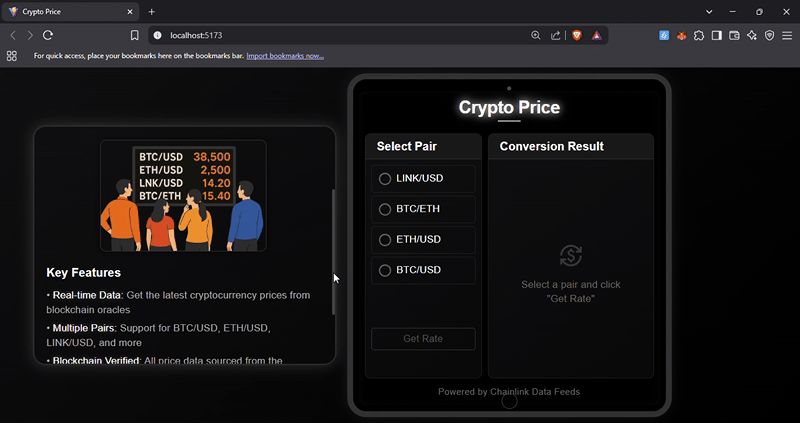 Crypto Price
localhost:5173
For quick access, place your bookmarks here on the bookmarks bar. Import bookmarks now...
BTC/USD 38,500
ETH/USD 2,500
LNK/USD 14.20
BTC/ETH 15.40
Key Features
• Real-time Data: Get the latest cryptocurrency prices from
blockchain oracles
• Multiple Pairs: Support for BTC/USD, ETH/USD,
LINK/USD, and more
• Blockchain Verified: All price data sourced from the
Crypto Price
Select Pair
LINK/USD
BTC/ETH
ETH/USD
BTC/USD
Get Rate
Conversion Result
Select a pair and click
"Get Rate"
Powered by Chainlink Data Feeds